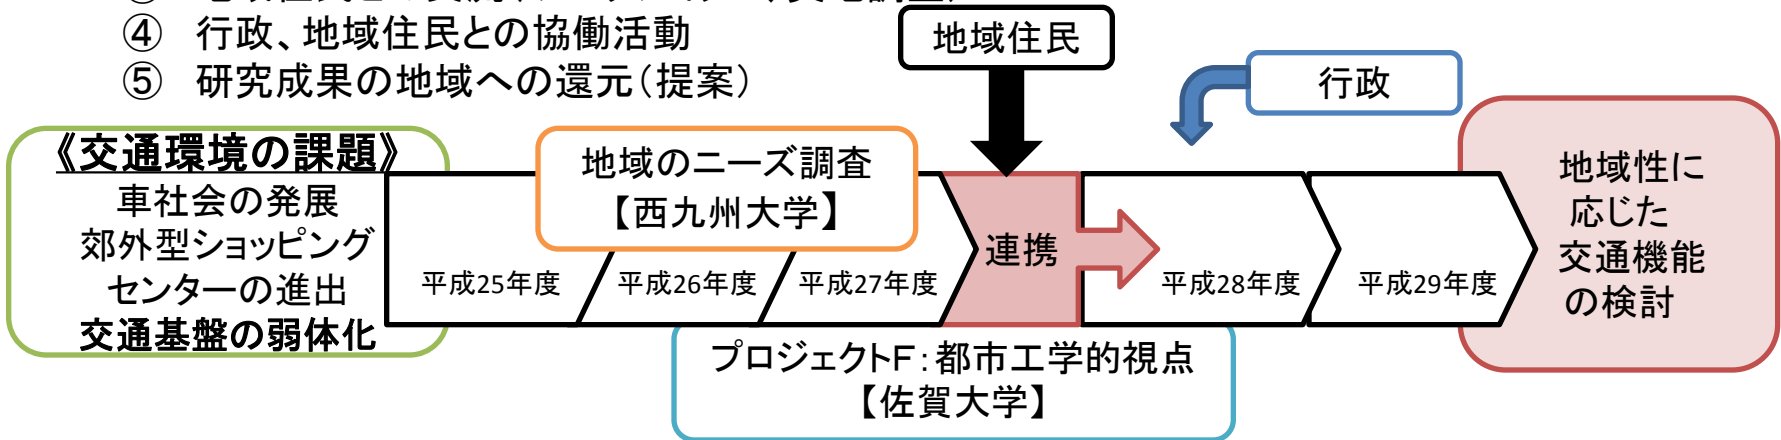 ④ 行政、地域住民との協働活動
⑤ 研究成果の地域への還元(提案)
地域住民
行政
《交通環境の課題》
車社会の発展
郊外型ショッピング
センターの進出
交通基盤の弱体化
地域のニーズ調査
【西九州大学】
平成25年度
平成26年度
平成27年度
連携
平成28年度
平成29年度
地域性に
応じた
交通機能
の検討
プロジェクトF:都市工学的視点
【佐賀大学】